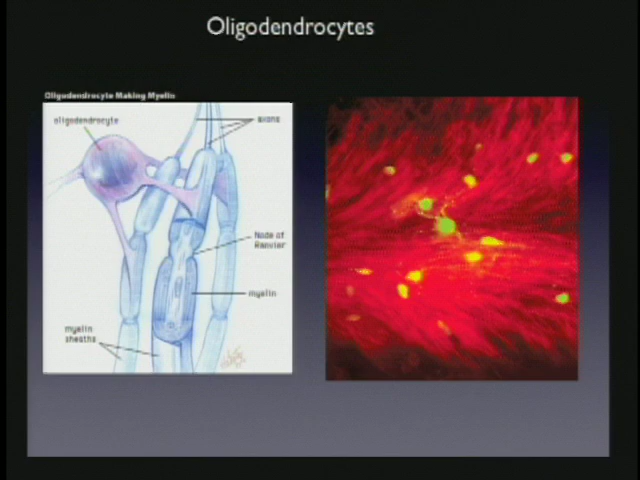 Oligodendrocytes
Oligodendrocyte Making Myelin
oligodendrocyte
axons
Node of
Ranvier
myelin
myelin
sheaths